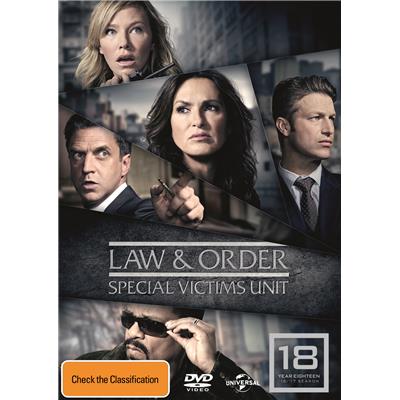 LAW & ORDER
SPECIAL VICTIMS UNIT
Check the Classification
DVD
VIDEO
UNIVERSAL
18
YEAR EIGHTEEN
16/17 SEASON